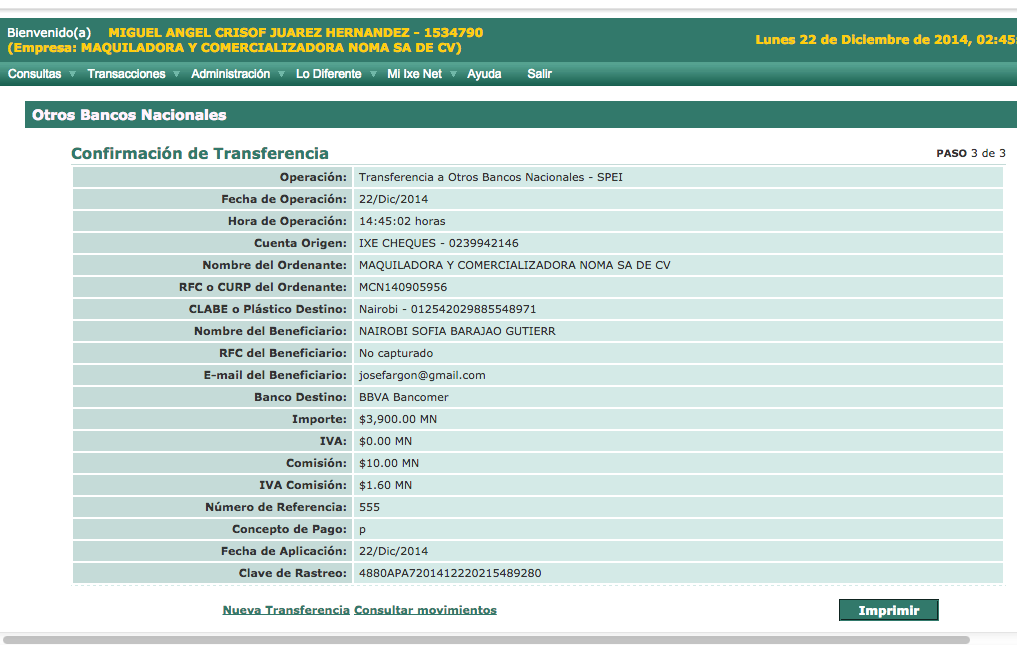 Bienvenido(a) MIGUEL ANGEL CRISOF JUAREZ HERNANDEZ - 1534790
(Empresa: MAQUILADORA Y COMERCIALIZADORA NOMA SA DE CV)
Lunes 22 de Diciembre de 2014, 02:45:
Consultas Transacciones Administración Lo Diferente Mi Ixe Net Ayuda Salir
Otros Bancos Nacionales
Confirmación de Transferencia PASO 3 de 3
Operación: Transferencia a Otros Bancos Nacionales - SPEI
Fecha de Operación: 22/Dic/2014
Hora de Operación: 14:45:02 horas
Cuenta Origen: IXE CHEQUES - 0239942146
Nombre del Ordenante: MAQUILADORA Y COMERCIALIZADORA NOMA SA DE CV
RFC o CURP del Ordenante: MCN140905956
CLABE o Plástico Destino: Nairobi - 012542029885548971
Nombre del Beneficiario: NAIROBI SOFIA BARAJAO GUTIERR
RFC del Beneficiario: No capturado
E-mail del Beneficiario: josefargon@gmail.com
Banco Destino: BBVA Bancomer
Importe: $3,900.00 MN
IVA: $0.00 MN
Comisión: $10.00 MN
IVA Comisión: $1.60 MN
Número de Referencia: 555
Concepto de Pago: p
Fecha de Aplicación: 22/Dic/2014
Clave de Rastreo: 4880APA7201412220215489280
Nueva Transferencia Consultar movimientos Imprimir